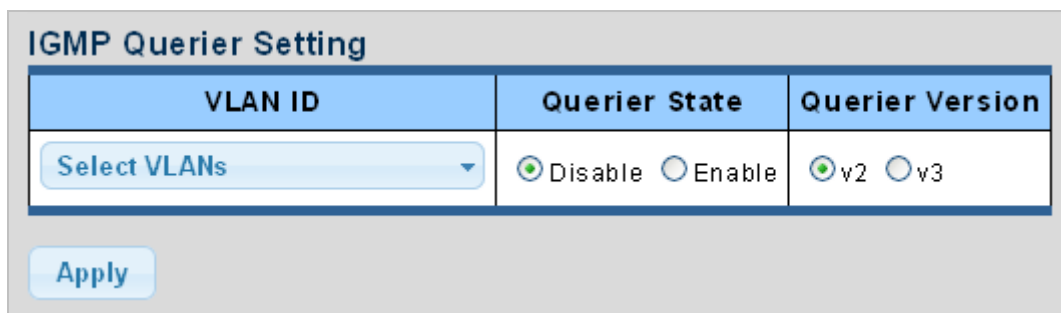 IGMP Querier Setting
VLAN ID Querier State Querier Version
Select VLANs Disable Enable v2 v3
Apply